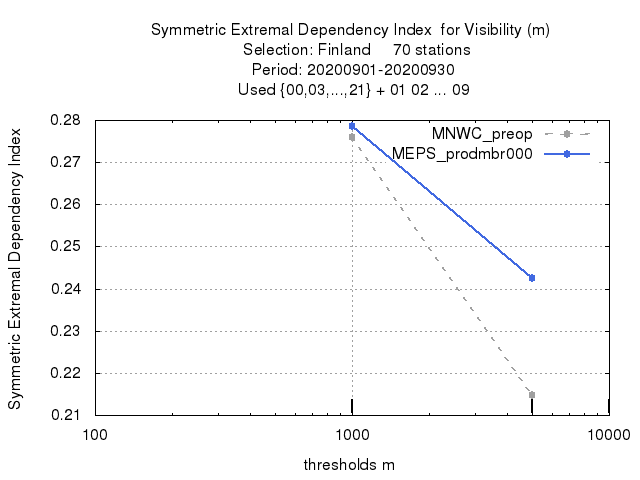 Symmetric Extremal Dependency Index  for Visibility (m)
Selection: Finland     70 stations
Period: 20200901-20200930
Used {00,03,...,21} + 01 02 ... 09
MNWC_preop
MEPS_prodmbr000
Symmetric Extremal Dependency Index
0.28
0.27
0.26
0.25
0.24
0.23
0.22
0.21
100
1000
10000
thresholds m